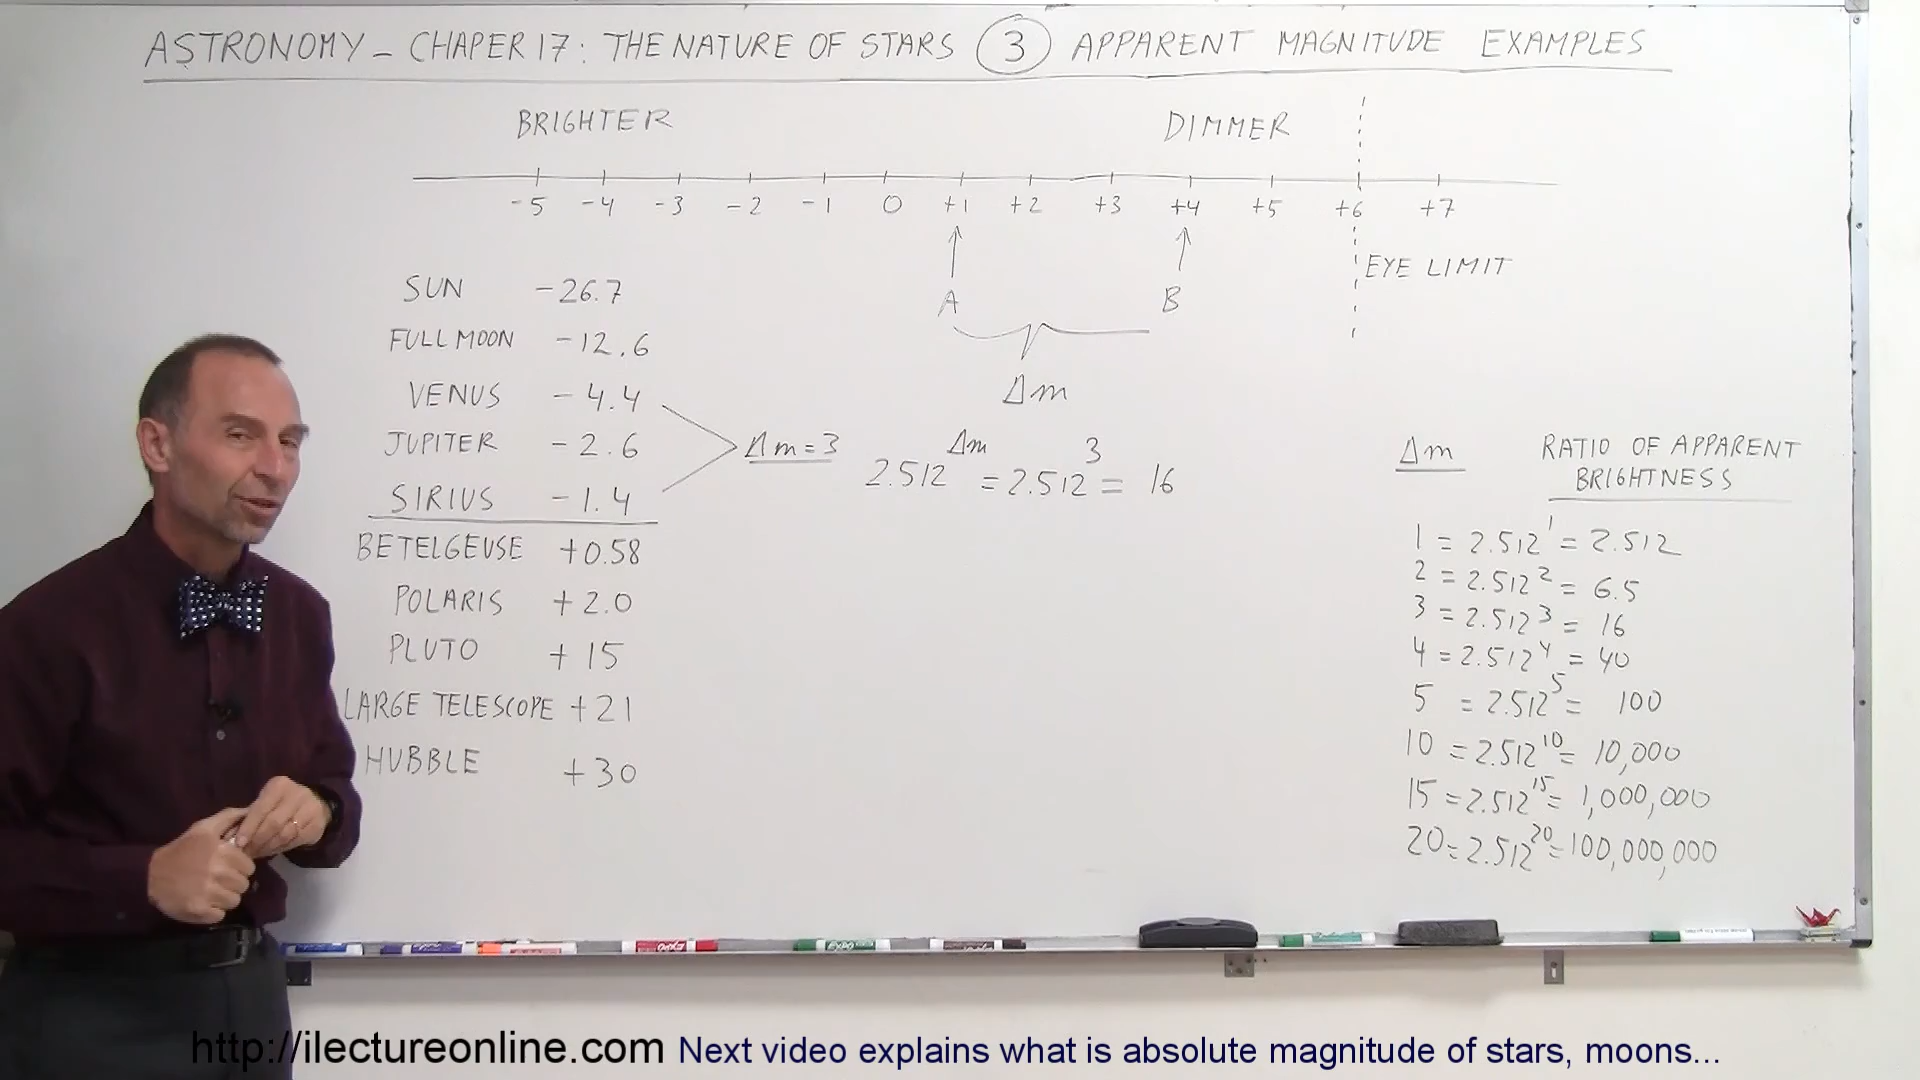 ASTRONOMY - CHAPER 17: THE NATURE OF STARS 3 APPARENT MAGNITUDE EXAMPLES
BRIGHTER DIMMER
-5 -4 -3 -2 -1 0 +1 +2 +3 +4 +5 +6 +7
EYE LIMIT
A B
Δm
SUN -26.7
FULL MOON -12.6
VENUS -4.4
JUPITER -2.6
SIRIUS -1.4
BETELGEUSE +0.58
POLARIS +2.0
PLUTO +15
LARGE TELESCOPE +21
HUBBLE +30
Δm = 3 2.512^Δm = 2.512^3 = 16
Δm RATIO OF APPARENT
BRIGHTNESS
1 = 2.512^1 = 2.512
2 = 2.512^2 = 6.5
3 = 2.512^3 = 16
4 = 2.512^4 = 40
5 = 2.512^5 = 100
10 = 2.512^10 = 10,000
15 = 2.512^15 = 1,000,000
20 = 2.512^20 = 100,000,000
EXPO
http://ilectureonline.com Next video explains what is absolute magnitude of stars, moons...